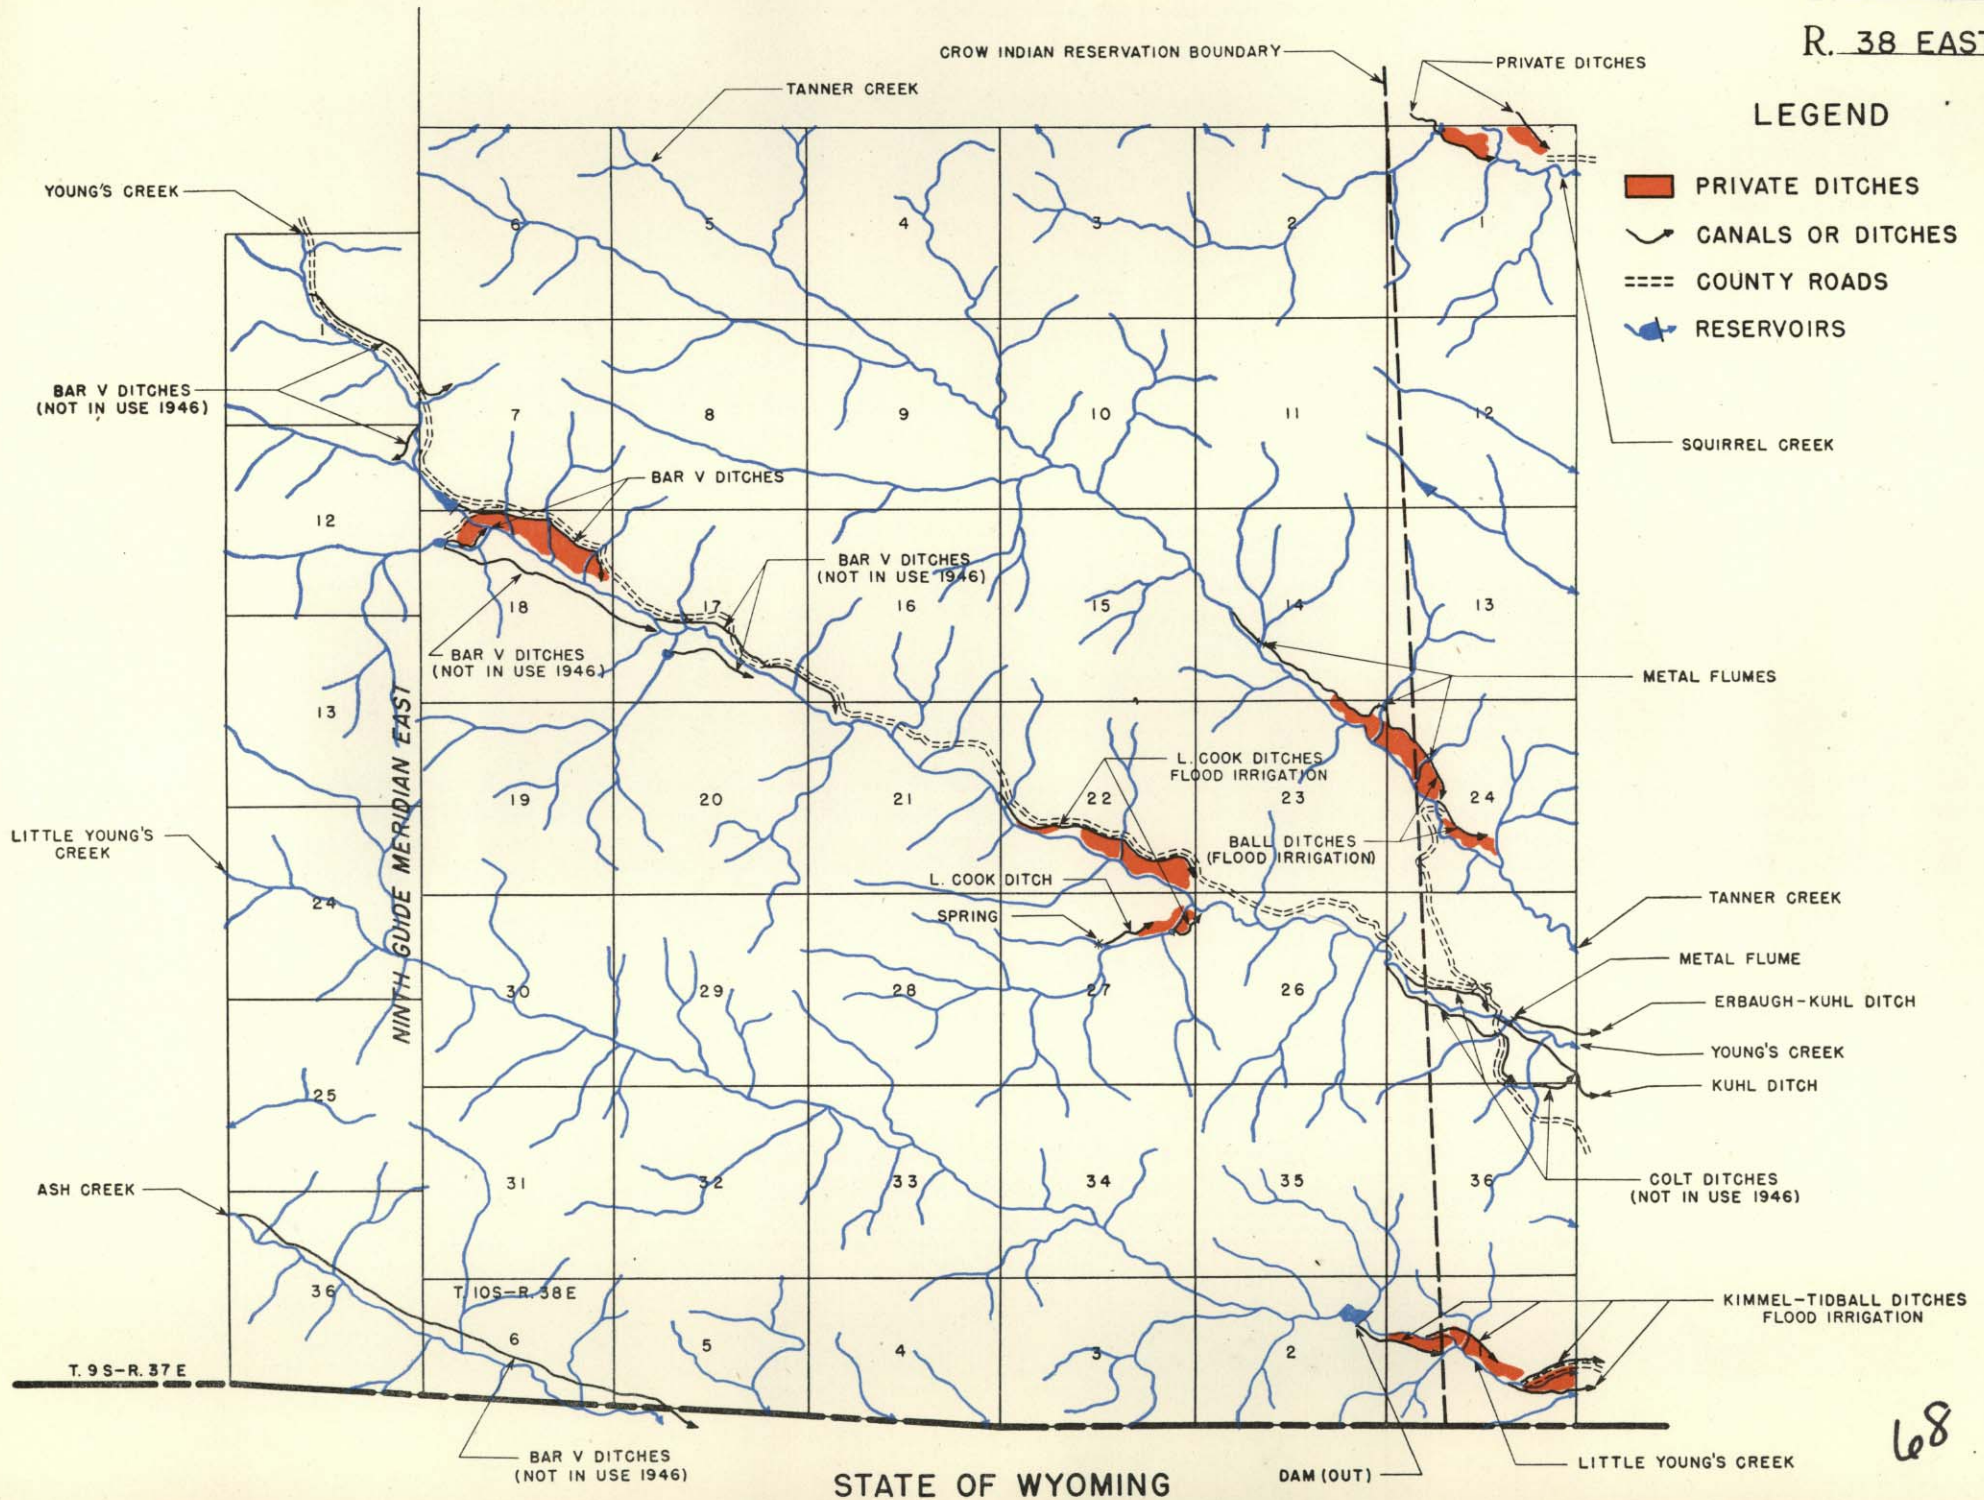 R. 38 EAST
CROW INDIAN RESERVATION BOUNDARY
PRIVATE DITCHES
TANNER CREEK
LEGEND
PRIVATE DITCHES
CANALS OR DITCHES
COUNTY ROADS
RESERVOIRS
YOUNG'S CREEK
6
5
4
3
2
1
1
BAR V DITCHES
(NOT IN USE 1946)
7
8
9
10
11
12
SQUIRREL CREEK
BAR V DITCHES
12
BAR V DITCHES
(NOT IN USE 1946)
18
17
16
15
14
13
BAR V DITCHES
(NOT IN USE 1946)
METAL FLUMES
13
NINTH GUIDE MERIDIAN EAST
L. COOK DITCHES
FLOOD IRRIGATION
19
20
21
22
23
24
LITTLE YOUNG'S
CREEK
BALL DITCHES
(FLOOD IRRIGATION)
L. COOK DITCH
SPRING
24
TANNER CREEK
METAL FLUME
30
29
28
27
26
ERBAUGH-KUHL DITCH
YOUNG'S CREEK
KUHL DITCH
25
ASH CREEK
31
32
33
34
35
36
COLT DITCHES
(NOT IN USE 1946)
36
T. 10S-R. 38E
KIMMEL-TIDBALL DITCHES
FLOOD IRRIGATION
6
5
4
3
2
1
T. 9S-R. 37E
BAR V DITCHES
(NOT IN USE 1946)
STATE OF WYOMING
DAM (OUT)
LITTLE YOUNG'S CREEK
68